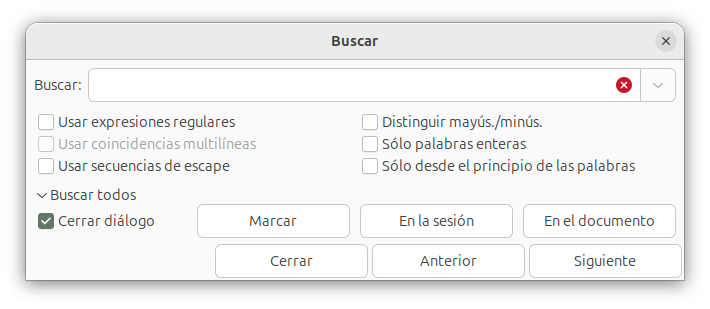 Buscar
Buscar:
Usar expresiones regulares
Distinguir mayús./minús.
Usar coincidencias multilíneas
Sólo palabras enteras
Usar secuencias de escape
Sólo desde el principio de las palabras
Buscar todos
Cerrar diálogo
Marcar
En la sesión
En el documento
Cerrar
Anterior
Siguiente